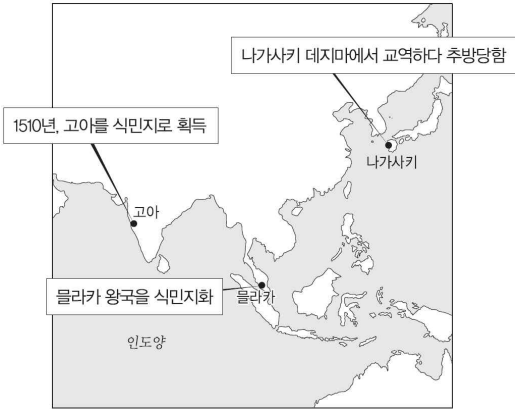 나가사키 데지마에서 교역하다 추방당함
1510년, 고아를 식민지로 획득
나가사키
고아
믈라카 왕국을 식민지화
믈라카
인도양